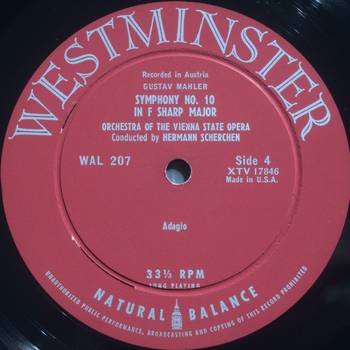 WESTMINSTER
Recorded in Austria
GUSTAV MAHLER
SYMPHONY NO. 10
IN F SHARP MAJOR
ORCHESTRA OF THE VIENNA STATE OPERA
Conducted by HERMANN SCHERCHEN
WAL 207
Side 4
XTV 17846
Made in U.S.A.
Adagio
33⅓ RPM
LONG PLAYING
NATURAL BALANCE
UNAUTHORIZED PUBLIC PERFORMANCE, BROADCASTING AND COPYING OF THIS RECORD PROHIBITED